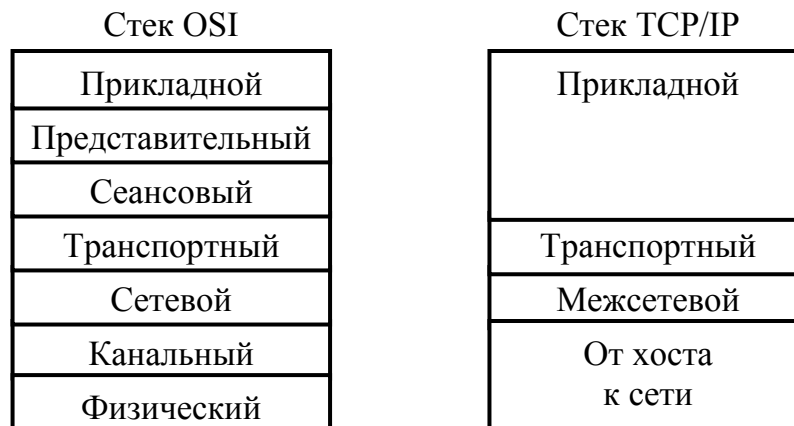 Стек OSI
Прикладной
Представительный
Сеансовый
Транспортный
Сетевой
Канальный
Физический
Стек TCP/IP
Прикладной
Транспортный
Межсетевой
От хоста
к сети